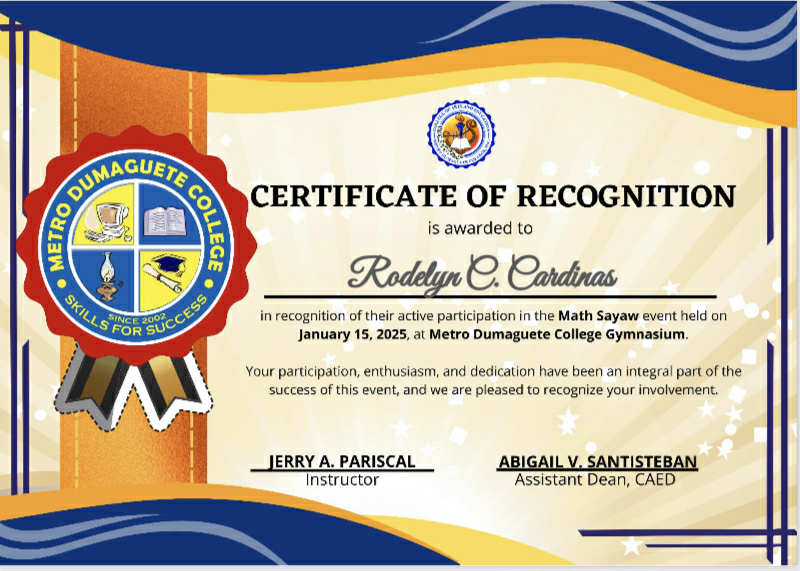 METRO DUMAGUETE COLLEGE
SINCE 2002
SKILLS FOR SUCCESS
CERTIFICATE OF RECOGNITION
is awarded to
Rodelyn C. Cardinas
in recognition of their active participation in the Math Sayaw event held on
January 15, 2025, at Metro Dumaguete College Gymnasium.
Your participation, enthusiasm, and dedication have been an integral part of the
success of this event, and we are pleased to recognize your involvement.
JERRY A. PARISCAL
Instructor
ABIGAIL V. SANTISTEBAN
Assistant Dean, CAED